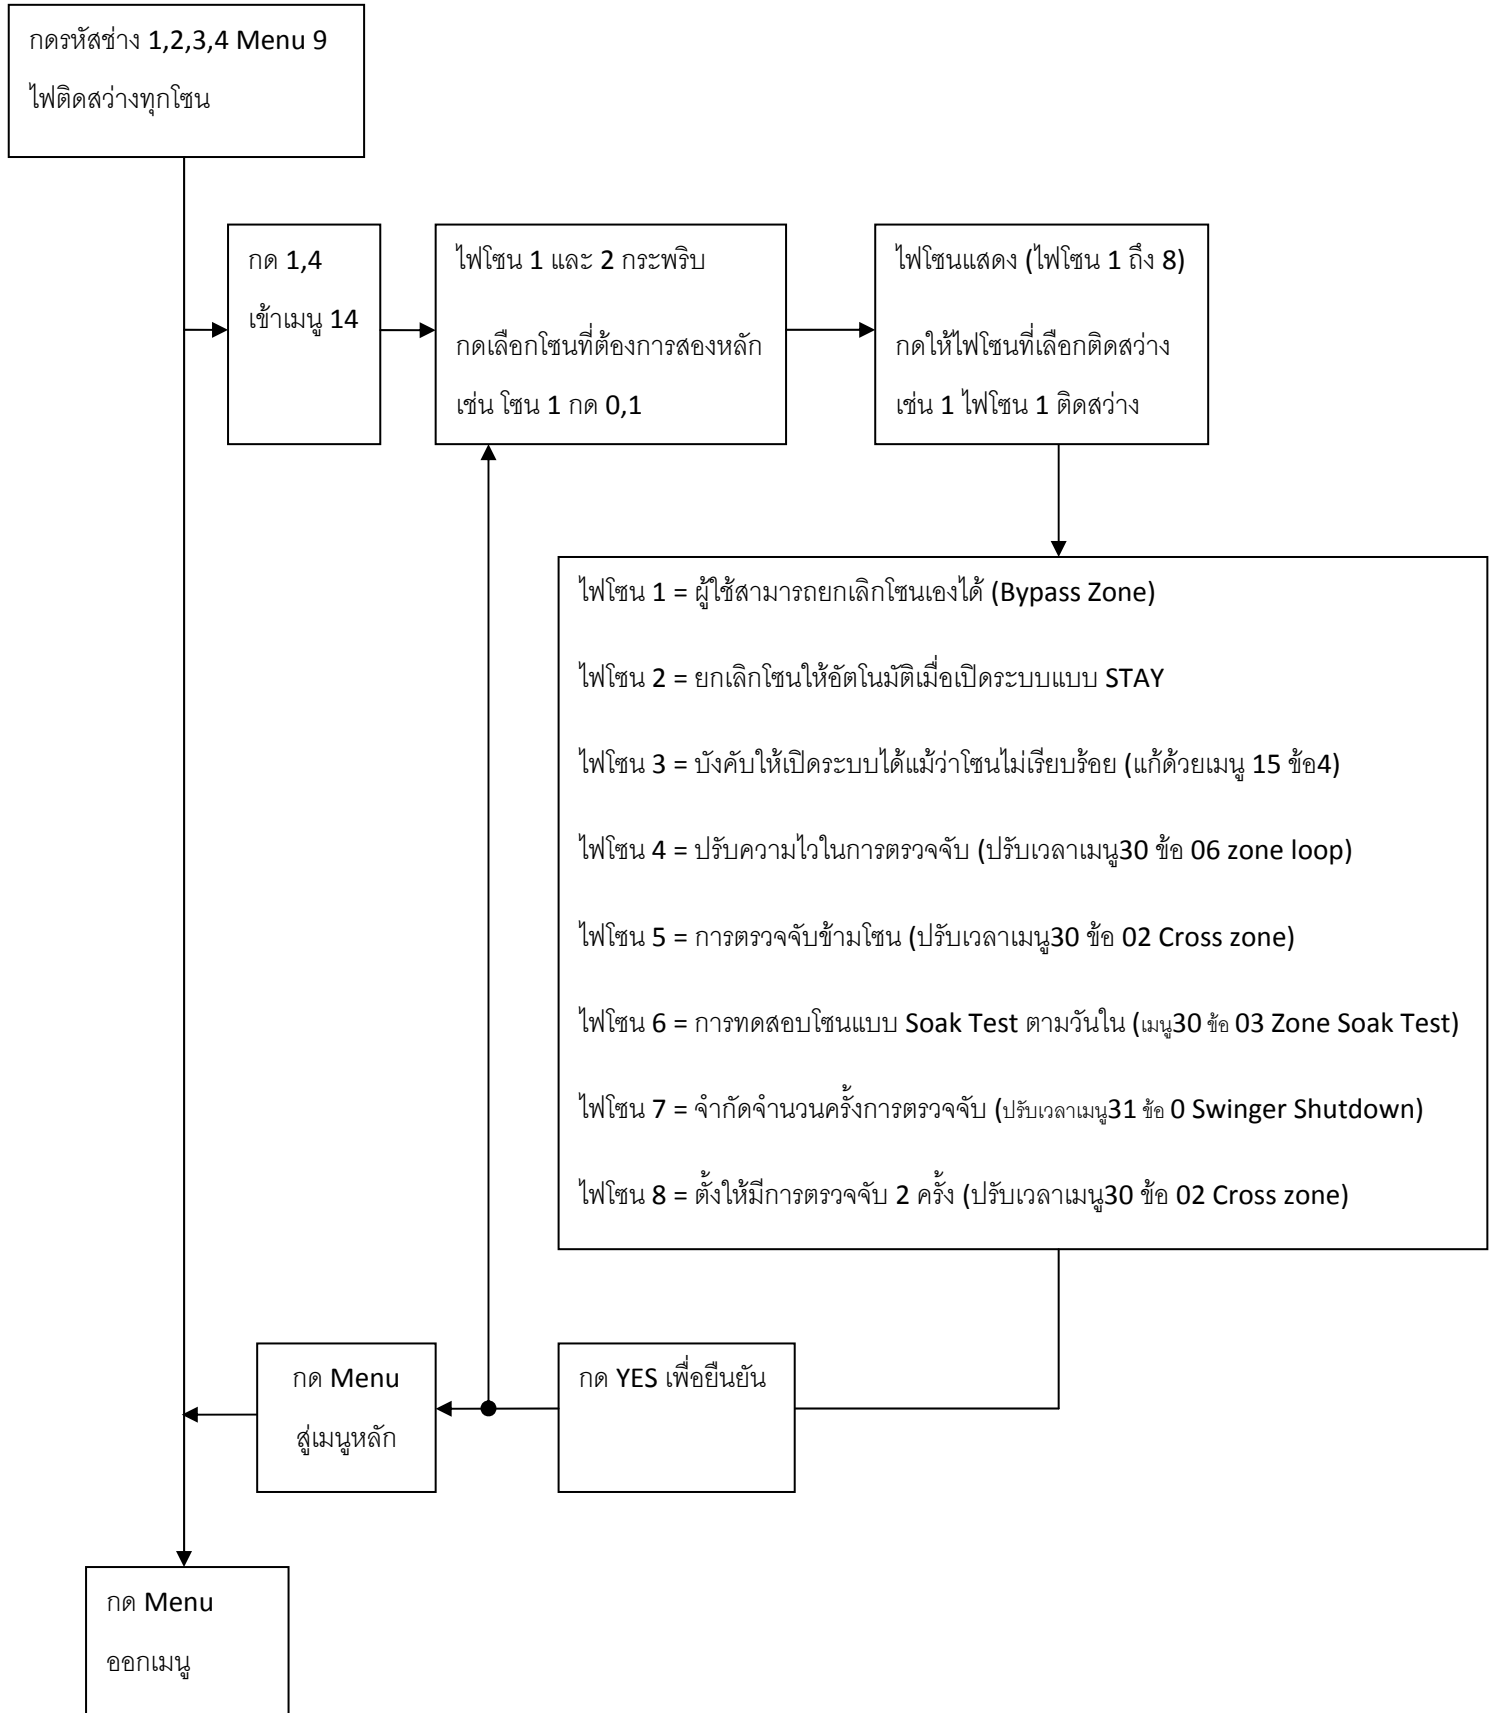 กดรหัสช่าง 1,2,3,4 Menu 9
ไฟติดสว่างทุกโซน
กด 1,4
เข้าเมนู 14
ไฟโซน 1 และ 2 กระพริบ
กดเลือกโซนที่ต้องการสองหลัก
เช่น โซน 1 กด 0,1
ไฟโซนแสดง (ไฟโซน 1 ถึง 8)
กดให้ไฟโซนที่เลือกติดสว่าง
เช่น 1 ไฟโซน 1 ติดสว่าง
ไฟโซน 1 = ผู้ใช้สามารถยกเลิกโซนเองได้ (Bypass Zone)
ไฟโซน 2 = ยกเลิกโซนให้อัตโนมัติเมื่อเปิดระบบแบบ STAY
ไฟโซน 3 = บังคับให้เปิดระบบได้แม้ว่าโซนไม่เรียบร้อย (แก้ด้วยเมนู 15 ข้อ4)
ไฟโซน 4 = ปรับความไวในการตรวจจับ (ปรับเวลาเมนู30 ข้อ 06 zone loop)
ไฟโซน 5 = การตรวจจับข้ามโซน (ปรับเวลาเมนู30 ข้อ 02 Cross zone)
ไฟโซน 6 = การทดสอบโซนแบบ Soak Test ตามวันใน (เมนู30 ข้อ 03 Zone Soak Test)
ไฟโซน 7 = จำกัดจำนวนครั้งการตรวจจับ (ปรับเวลาเมนู31 ข้อ 0 Swinger Shutdown)
ไฟโซน 8 = ตั้งให้มีการตรวจจับ 2 ครั้ง (ปรับเวลาเมนู30 ข้อ 02 Cross zone)
กด Menu
สู่เมนูหลัก
กด YES เพื่อยืนยัน
กด Menu
ออกเมนู